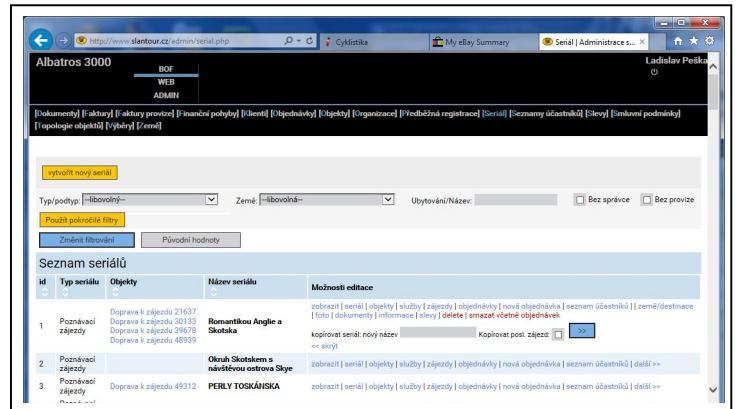 http://www.slantour.cz/admin/serial.php
Cyklistika
My eBay Summary
Seriál | Administrace s...
Albatros 3000
BOF
WEB
ADMIN
Ladislav Peška
[Dokumenty] [Faktury] [Faktury provize] [Finanční pohyby] [Klienti] [Objednávky] [Objekty] [Organizace] [Předběžná registrace] [Seriál] [Seznamy účastníků] [Slevy] [Smluvní podmínky]
[Topologie objektů] [Výběry] [Země]
vytvořit nový seriál
Typ/podtyp: --libovolný-- Země: --libovolná-- Ubytování/Název: Bez správce Bez provize
Použít pokročilé filtry
Změnit filtrování Původní hodnoty
Seznam seriálů
id Typ seriálu Objekty Název seriálu Možnosti editace
1 Poznávací zájezdy
Doprava k zájezdu 21637
Doprava k zájezdu 30133
Doprava k zájezdu 39678
Doprava k zájezdu 48939
Romantikou Anglie a Skotska
zobrazit | seriál | objekty | služby | zájezdy | objednávky | nová objednávka | seznam účastníků | | země/destinace
| foto | dokumenty | informace | slevy | delete | smazat včetně objednávek
kopírovat seriál: nový název Kopírovat posl. zájezd: >>
<< skrýt
2 Poznávací zájezdy
Okruh Skotskem s návštěvou ostrova Skye
zobrazit | seriál | objekty | služby | zájezdy | objednávky | nová objednávka | seznam účastníků | další >>
3 Poznávací zájezdy
Doprava k zájezdu 49312
PERLY TOSKÁNSKA
zobrazit | seriál | objekty | služby | zájezdy | objednávky | nová objednávka | seznam účastníků | další >>